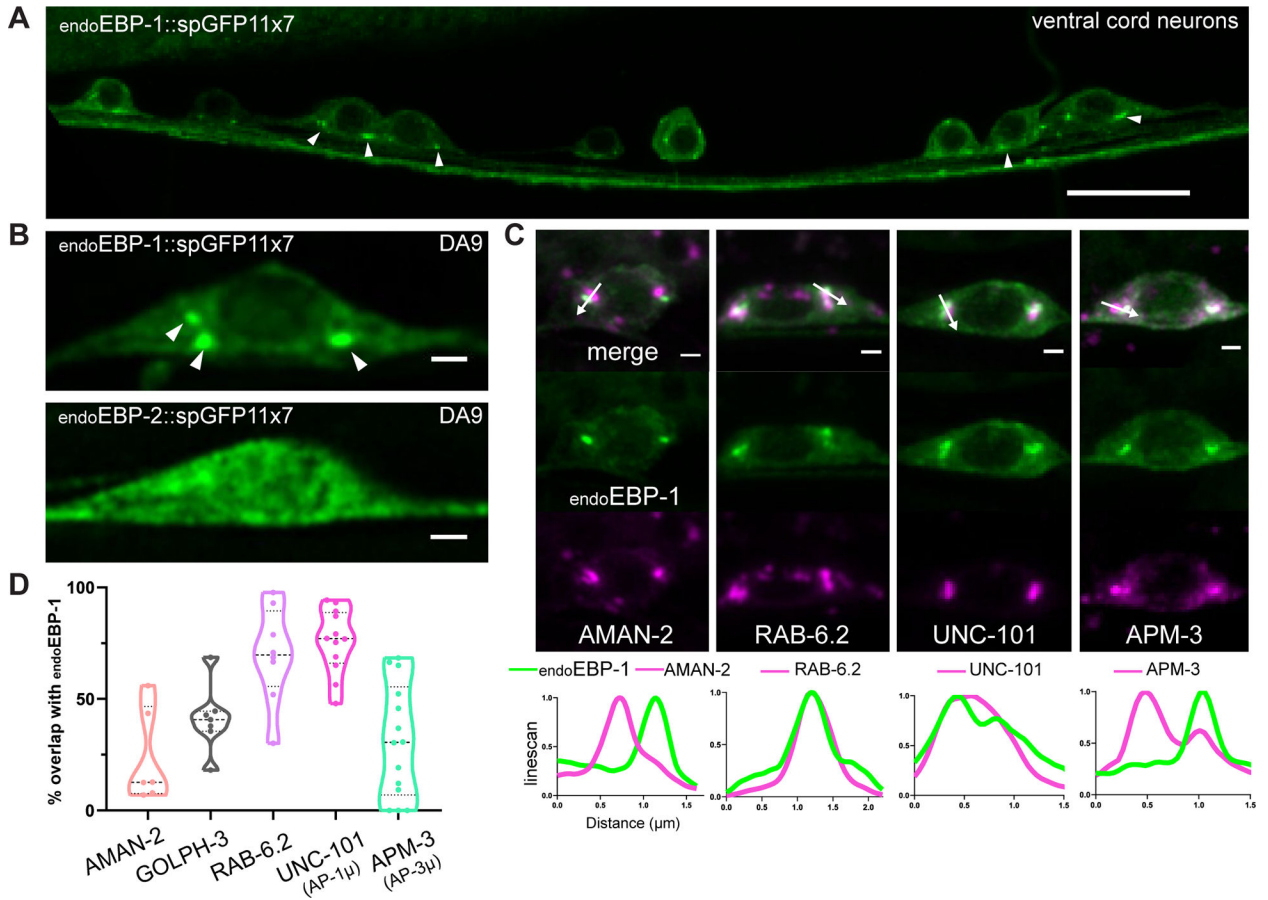 A
endoEBP-1::spGFP11x7
ventral cord neurons
B
endoEBP-1::spGFP11x7
DA9
endoEBP-2::spGFP11x7
DA9
C
merge
endoEBP-1
AMAN-2
RAB-6.2
UNC-101
APM-3
endoEBP-1
AMAN-2
RAB-6.2
UNC-101
APM-3
linescan
1.0
0.5
0.0
0.0
0.5
1.0
1.5
Distance (μm)
1.0
0.5
0.0
0.0
0.5
1.0
1.5
2.0
1.0
0.5
0.0
0.0
0.5
1.0
1.5
1.0
0.5
0.0
0.0
0.5
1.0
1.5
D
% overlap with endoEBP-1
100
50
0
AMAN-2
GOLPH-3
RAB-6.2
UNC-101
(AP-1μ)
APM-3
(AP-3μ)